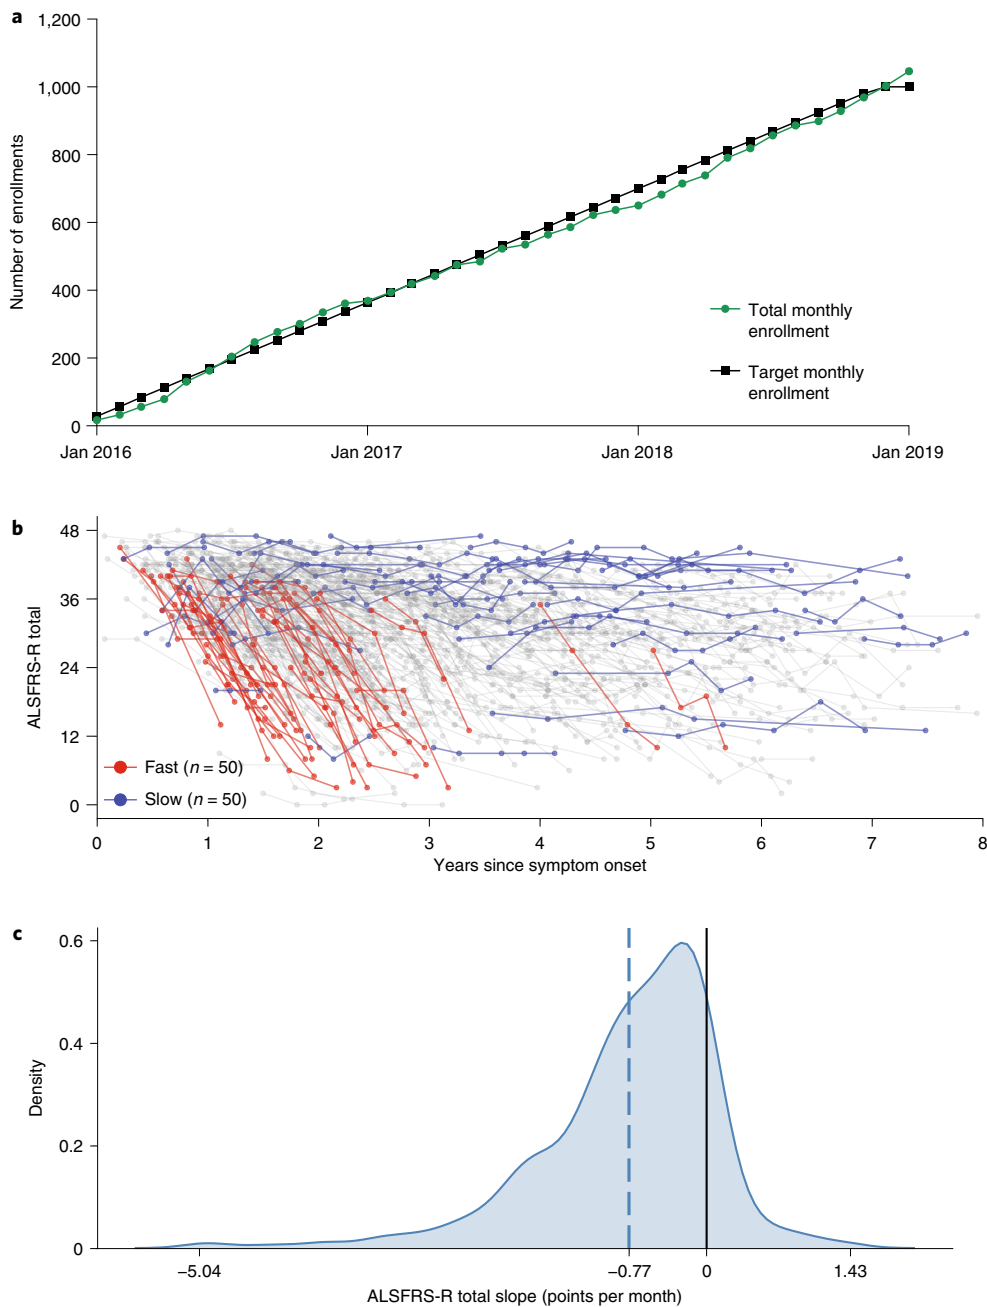 a
1,200
1,000
800
600
400
200
0
Number of enrollments
Total monthly
enrollment
Target monthly
enrollment
Jan 2016 Jan 2017 Jan 2018 Jan 2019
b
48
36
24
12
0
ALSFRS-R total
Fast (n = 50)
Slow (n = 50)
0 1 2 3 4 5 6 7 8
Years since symptom onset
c
0.6
0.4
0.2
0
Density
−5.04 −0.77 0 1.43
ALSFRS-R total slope (points per month)